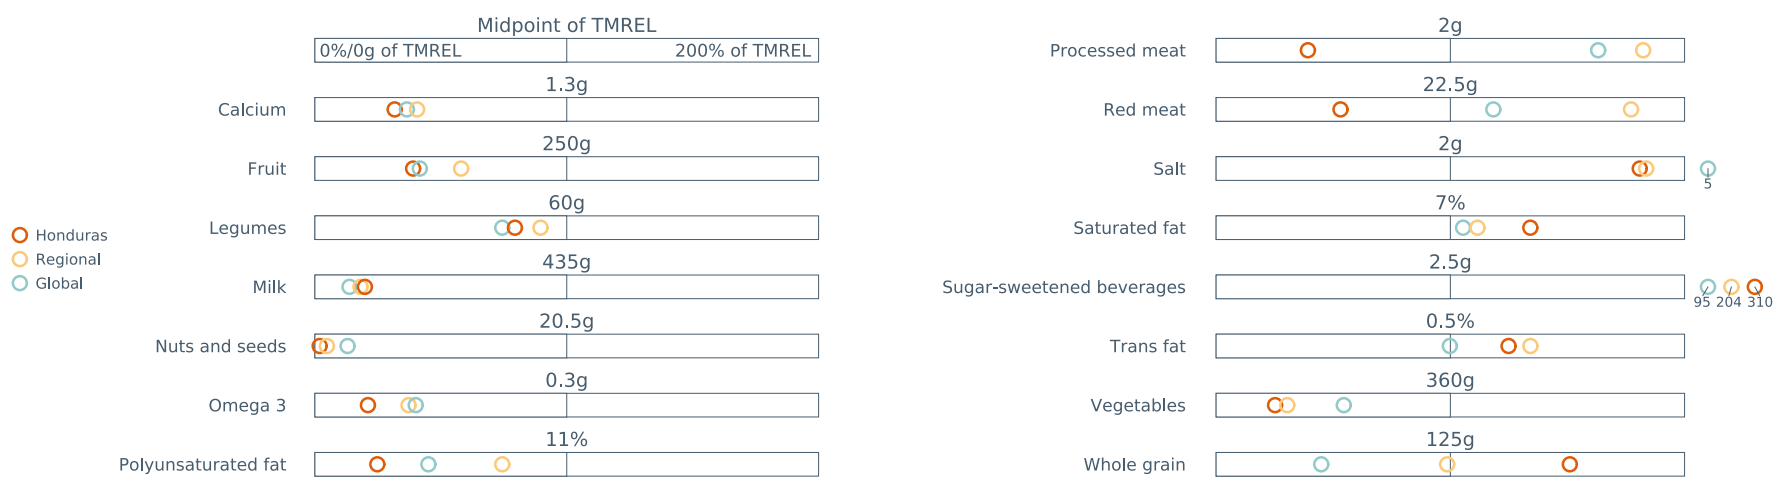 Midpoint of TMREL
0%/0g of TMREL 200% of TMREL
1.3g
Calcium
250g
Fruit
60g
Legumes
435g
Milk
20.5g
Nuts and seeds
0.3g
Omega 3
11%
Polyunsaturated fat
Honduras
Regional
Global
2g
Processed meat
22.5g
Red meat
2g
Salt
5
7%
Saturated fat
2.5g
Sugar-sweetened beverages
95 204 310
0.5%
Trans fat
360g
Vegetables
125g
Whole grain